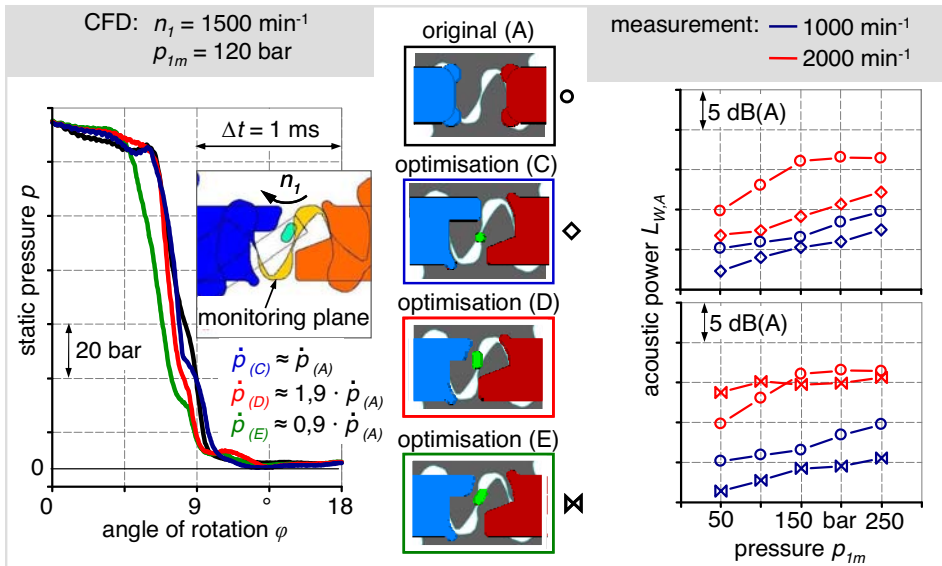 CFD: n1 = 1500 min-1
p1m = 120 bar
static pressure p
20 bar
0
Δt = 1 ms
n1
monitoring plane
ṗ(C) ≈ ṗ(A)
ṗ(D) ≈ 1,9 · ṗ(A)
ṗ(E) ≈ 0,9 · ṗ(A)
0 9 18
angle of rotation φ
original (A)
optimisation (C)
optimisation (D)
optimisation (E)
measurement: 1000 min-1
2000 min-1
acoustic power LW,A
5 dB(A)
5 dB(A)
50 150 bar 250
pressure p1m